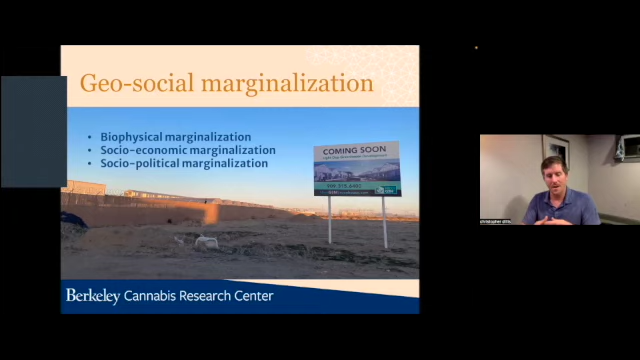 Geo-social marginalization
• Biophysical marginalization
• Socio-economic marginalization
• Socio-political marginalization
COMING SOON
Berkeley Cannabis Research Center